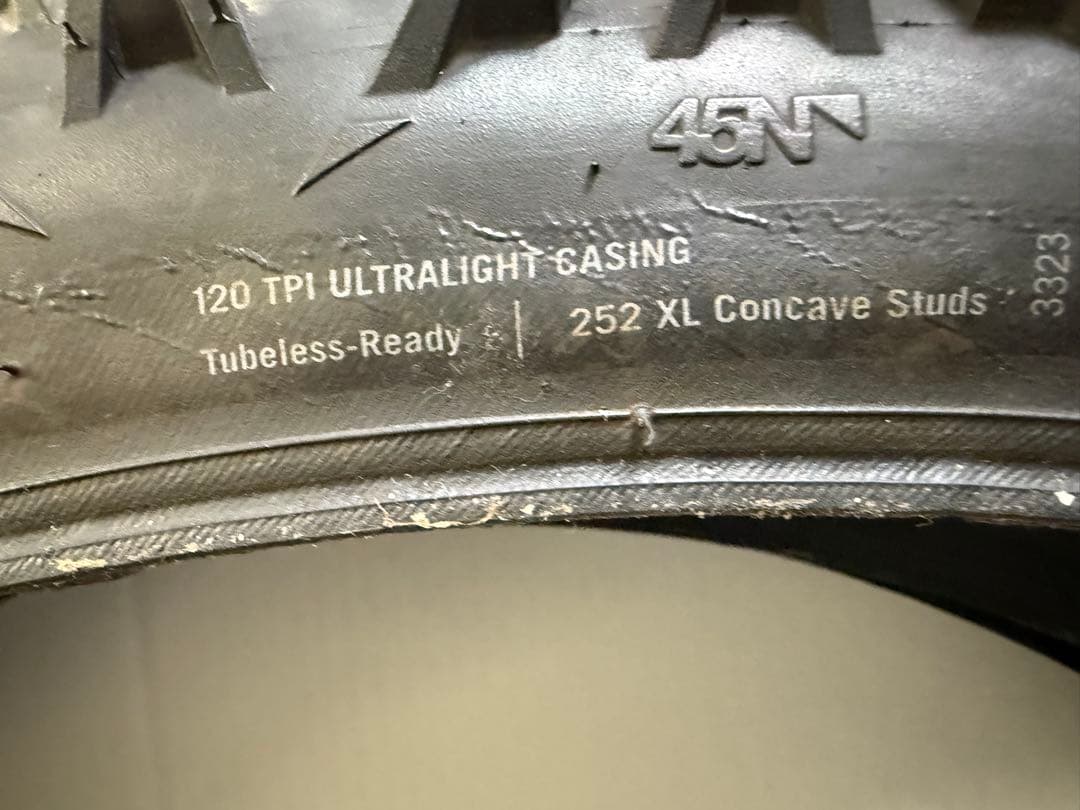 45N
120 TPI ULTRALIGHT CASING
Tubeless-Ready | 252 XL Concave Studs
3323